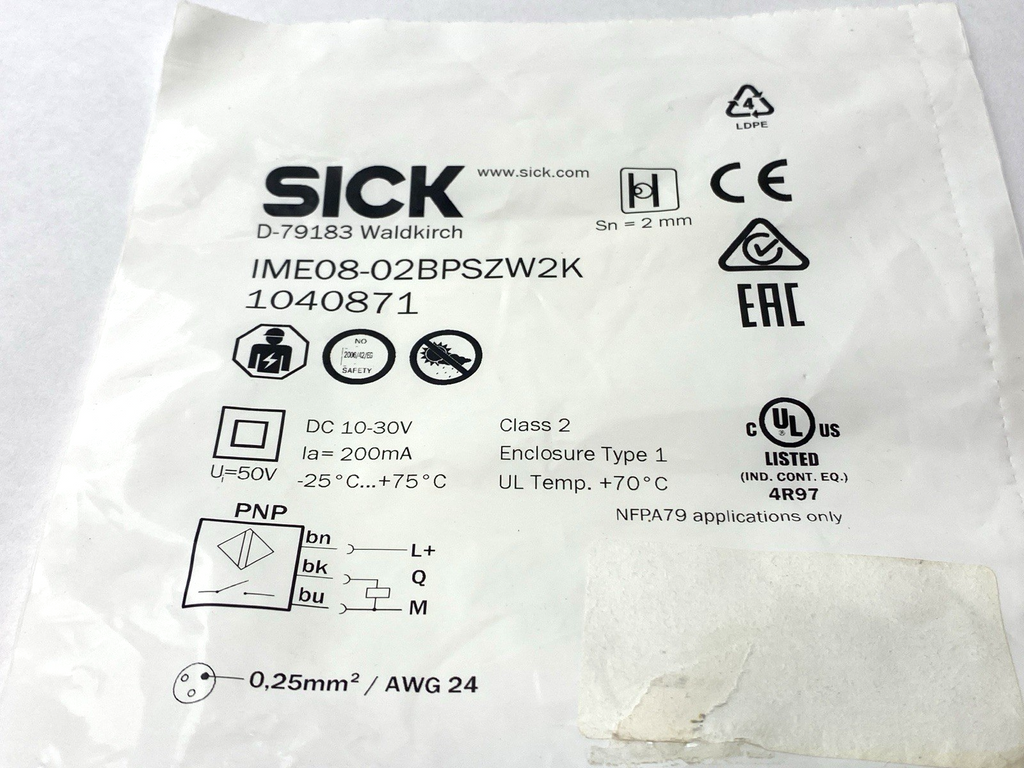 4
LDPE
SICK www.sick.com
D-79183 Waldkirch
Sn = 2 mm
CE
IME08-02BPSZW2K
1040871
EAC
NO
2006/42/EG
SAFETY
Ui=50V
DC 10-30V
Ia= 200mA
-25°C...+75°C
Class 2
Enclosure Type 1
UL Temp. +70°C
C UL ® US
LISTED
(IND. CONT. EQ.)
4R97
NFPA79 applications only
PNP
bn L+
bk Q
bu M
0,25mm² / AWG 24